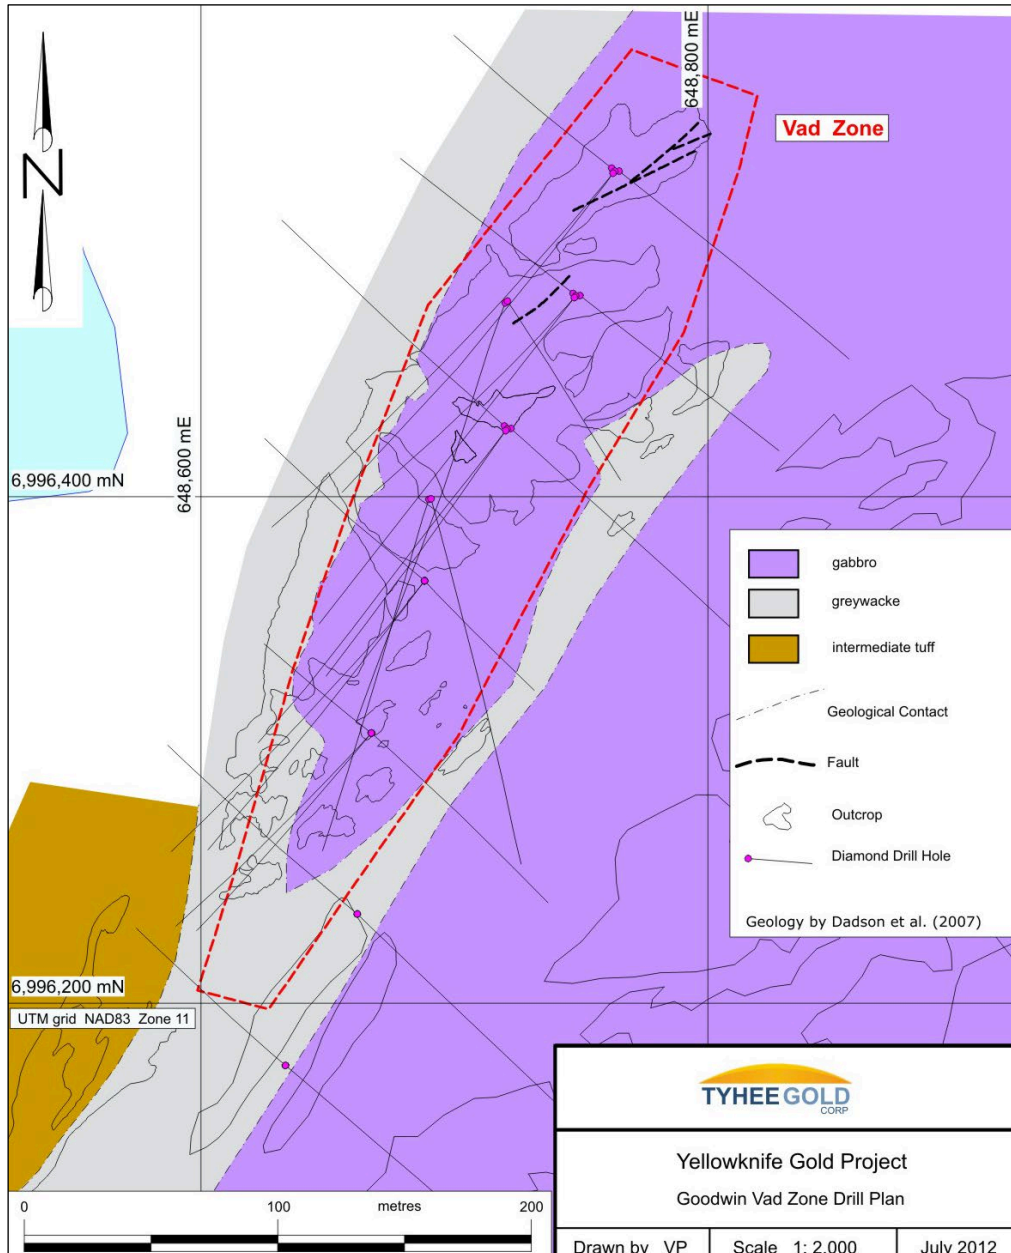 N
648,800 mE
Vad Zone
648,600 mE
6,996,400 mN
gabbro
greywacke
intermediate tuff
Geological Contact
Fault
Outcrop
Diamond Drill Hole
Geology by Dadson et al. (2007)
6,996,200 mN
UTM grid NAD83 Zone 11
TYHEE GOLD
CORP
Yellowknife Gold Project
Goodwin Vad Zone Drill Plan
0 100 metres 200
Drawn by VP Scale 1: 2,000 July 2012